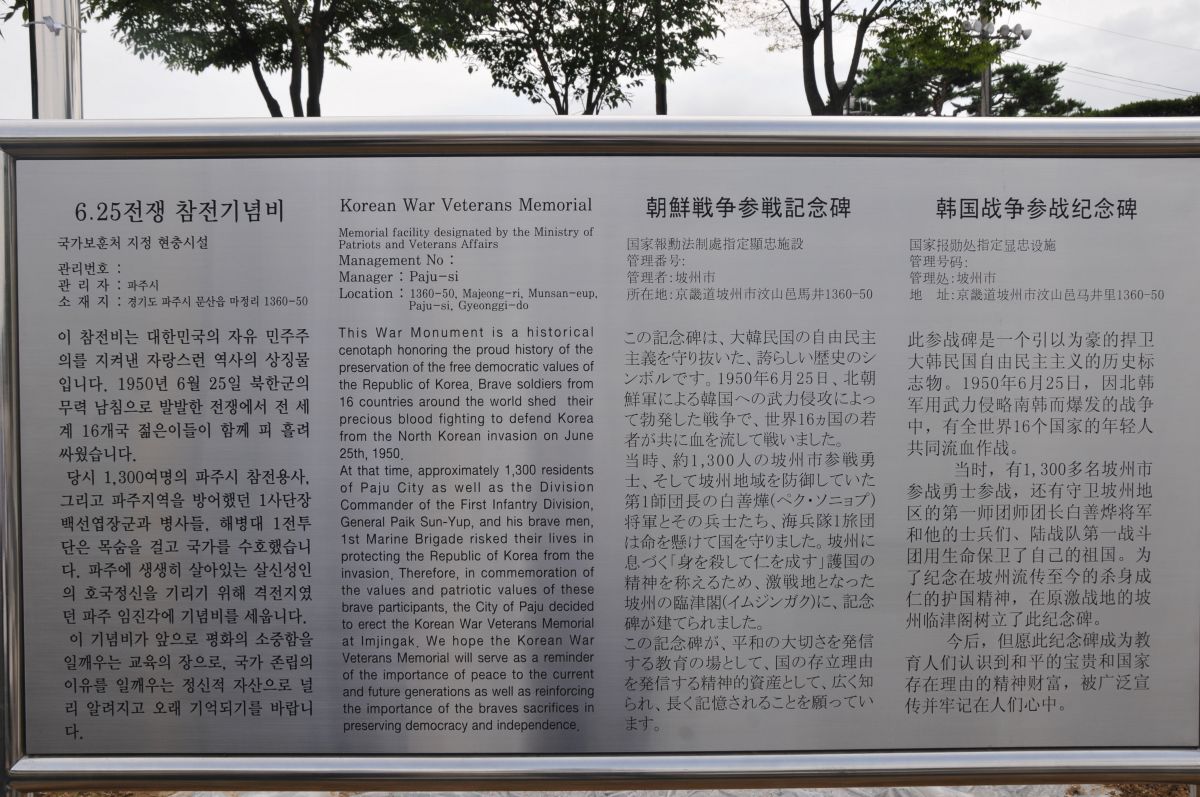 6.25전쟁 참전기념비
국가보훈처 지정 현충시설
관리번호 :
관 리 자 : 파주시
소 재 지 : 경기도 파주시 문산읍 마정리 1360-50
이 참전비는 대한민국의 자유 민주주
의를 지켜낸 자랑스런 역사의 상징물
입니다. 1950년 6월 25일 북한군의
무력 남침으로 발발한 전쟁에서 전 세
계 16개국 젊은이들이 함께 피 흘려
싸웠습니다.
당시 1,300여명의 파주시 참전용사,
그리고 파주지역을 방어했던 1사단장
백선엽장군과 병사들, 해병대 1전투
단은 목숨을 걸고 국가를 수호했습니
다. 파주에 생생히 살아있는 살신성인
의 호국정신을 기리기 위해 격전지였
던 파주 임진각에 기념비를 세웁니다.
이 기념비가 앞으로 평화의 소중함을
일깨우는 교육의 장으로, 국가 존립의
이유를 일깨우는 정신적 자산으로 널
리 알려지고 오래 기억되기를 바랍니
다.
Korean War Veterans Memorial
Memorial facility designated by the Ministry of
Patriots and Veterans Affairs
Management No :
Manager : Paju-si
Location : 1360-50, Majeong-ri, Munsan-eup,
Paju-si, Gyeonggi-do
This War Monument is a historical
cenotaph honoring the proud history of the
preservation of the free democratic values of
the Republic of Korea. Brave soldiers from
16 countries around the world shed their
precious blood fighting to defend Korea
from the North Korean invasion on June
25th, 1950.
At that time, approximately 1,300 residents
of Paju City as well as the Division
Commander of the First Infantry Division,
General Paik Sun-Yup, and his brave men,
1st Marine Brigade risked their lives in
protecting the Republic of Korea from the
invasion. Therefore, in commemoration of
the values and patriotic values of these
brave participants, the City of Paju decided
to erect the Korean War Veterans Memorial
at Imjingak. We hope the Korean War
Veterans Memorial will serve as a reminder
of the importance of peace to the current
and future generations as well as reinforcing
the importance of the braves sacrifices in
preserving democracy and independence.
朝鮮戦争参戦記念碑
国家報勳法制處指定顯忠施設
管理番号:
管理者: 坡州市
所在地: 京畿道坡州市汶山邑馬井1360-50
この記念碑は、大韓民国の自由民主
主義を守り抜いた、誇らしい歴史のシ
ンボルです。1950年6月25日、北朝
鮮軍による韓国への武力侵攻によっ
て勃発した戦争で、世界16ヵ国の若
者が共に血を流して戦いました。
当時、約1,300人の坡州市参戦勇
士、そして坡州地域を防御していた
第1師団長の白善燁(ペク・ソニョプ)
将軍とその兵士たち、海兵隊1旅団
は命を懸けて国を守りました。坡州に
息づく「身を殺して仁を成す」護国の
精神を称えるため、激戦地となった
坡州の臨津閣(イムジンガク)に、記念
碑が建てられました。
この記念碑が、平和の大切さを発信
する教育の場として、国の存立理由
を発信する精神的資産として、広く知
られ、長く記憶されることを願ってい
ます。
韩国战争参战纪念碑
国家报勋处指定显忠设施
管理号码:
管理处: 坡州市
地 址: 京畿道坡州市汶山邑马井里1360-50
此参战碑是一个引以为豪的捍卫
大韩民国自由民主主义的历史标
志物。1950年6月25日，因北韩
军用武力侵略南韩而爆发的战争
中，有全世界16个国家的年轻人
共同流血作战。
当时，有1,300多名坡州市
参战勇士参战，还有守卫坡州地
区的第一师团师团长白善烨将军
和他的士兵们、陆战队第一战斗
团用生命保卫了自己的祖国。为
了纪念在坡州流传至今的杀身成
仁的护国精神，在原激战地的坡
州临津阁树立了此纪念碑。
今后，但愿此纪念碑成为教
育人们认识到和平的宝贵和国家
存在理由的精神财富，被广泛宣
传并牢记在人们心中。